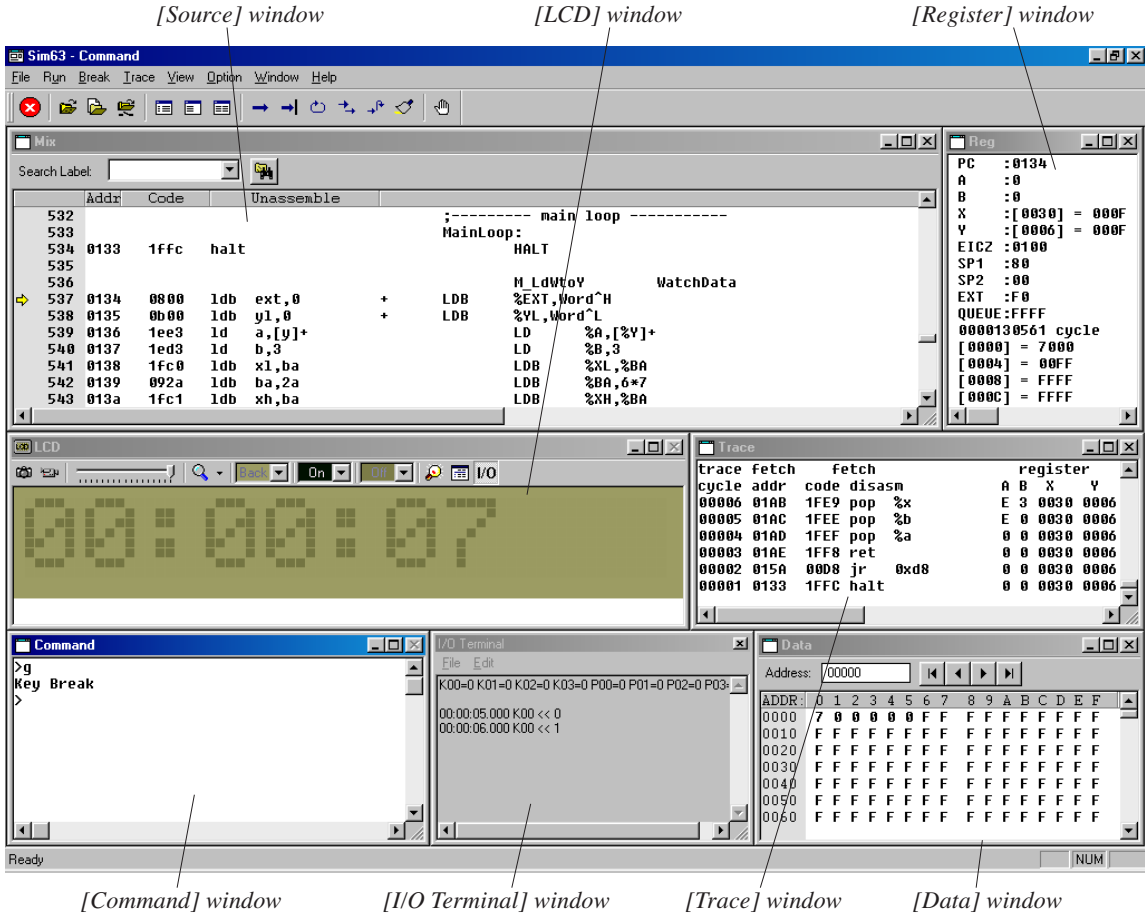 [Source] window [LCD] window [Register] window
Sim63 - Command
File Run Break Trace View Option Window Help
Mix
Search Label:
Addr Code Unassemble
532 ;--------- main loop -----------
533 MainLoop:
534 0133 1ffc halt HALT
535
536 M_LdWtoY WatchData
537 0134 0800 ldb ext,0 + LDB %EXT,Word^H
538 0135 0b00 ldb yl,0 + LDB %YL,Word^L
539 0136 1ee3 ld a,[y]+ LD %A,[%Y]+
540 0137 1ed3 ld b,3 LD %B,3
541 0138 1fc0 ldb xl,ba LDB %XL,%BA
542 0139 092a ldb ba,2a LDB %BA,6*7
543 013a 1fc1 ldb xh,ba LDB %XH,%BA
Reg
PC :0134
A :0
B :0
X :[0030] = 000F
Y :[0006] = 000F
EICZ :0100
SP1 :80
SP2 :00
EXT :F0
QUEUE:FFFF
0000130561 cycle
[0000] = 7000
[0004] = 00FF
[0008] = FFFF
[000C] = FFFF
LCD
Back On Off I/O
00:00:07
Trace
trace fetch fetch register
cycle addr code disasm A B X Y
00006 01AB 1FE9 pop %x E 3 0030 0006
00005 01AC 1FEE pop %b E 0 0030 0006
00004 01AD 1FEF pop %a 0 0 0030 0006
00003 01AE 1FF8 ret 0 0 0030 0006
00002 015A 00D8 jr 0xd8 0 0 0030 0006
00001 0133 1FFC halt 0 0 0030 0006
Command
>g
Key Break
>
I/O Terminal
File Edit
K00=0 K01=0 K02=0 K03=0 P00=0 P01=0 P02=0 P03=
00:00:05.000 K00 << 0
00:00:06.000 K00 << 1
Data
Address: 00000
ADDR: 0 1 2 3 4 5 6 7 8 9 A B C D E F
0000 7 0 0 0 0 0 F F F F F F F F F F
0010 F F F F F F F F F F F F F F F F
0020 F F F F F F F F F F F F F F F F
0030 F F F F F F F F F F F F F F F F
0040 F F F F F F F F F F F F F F F F
0050 F F F F F F F F F F F F F F F F
0060 F F F F F F F F F F F F F F F F
Ready NUM
[Command] window [I/O Terminal] window [Trace] window [Data] window